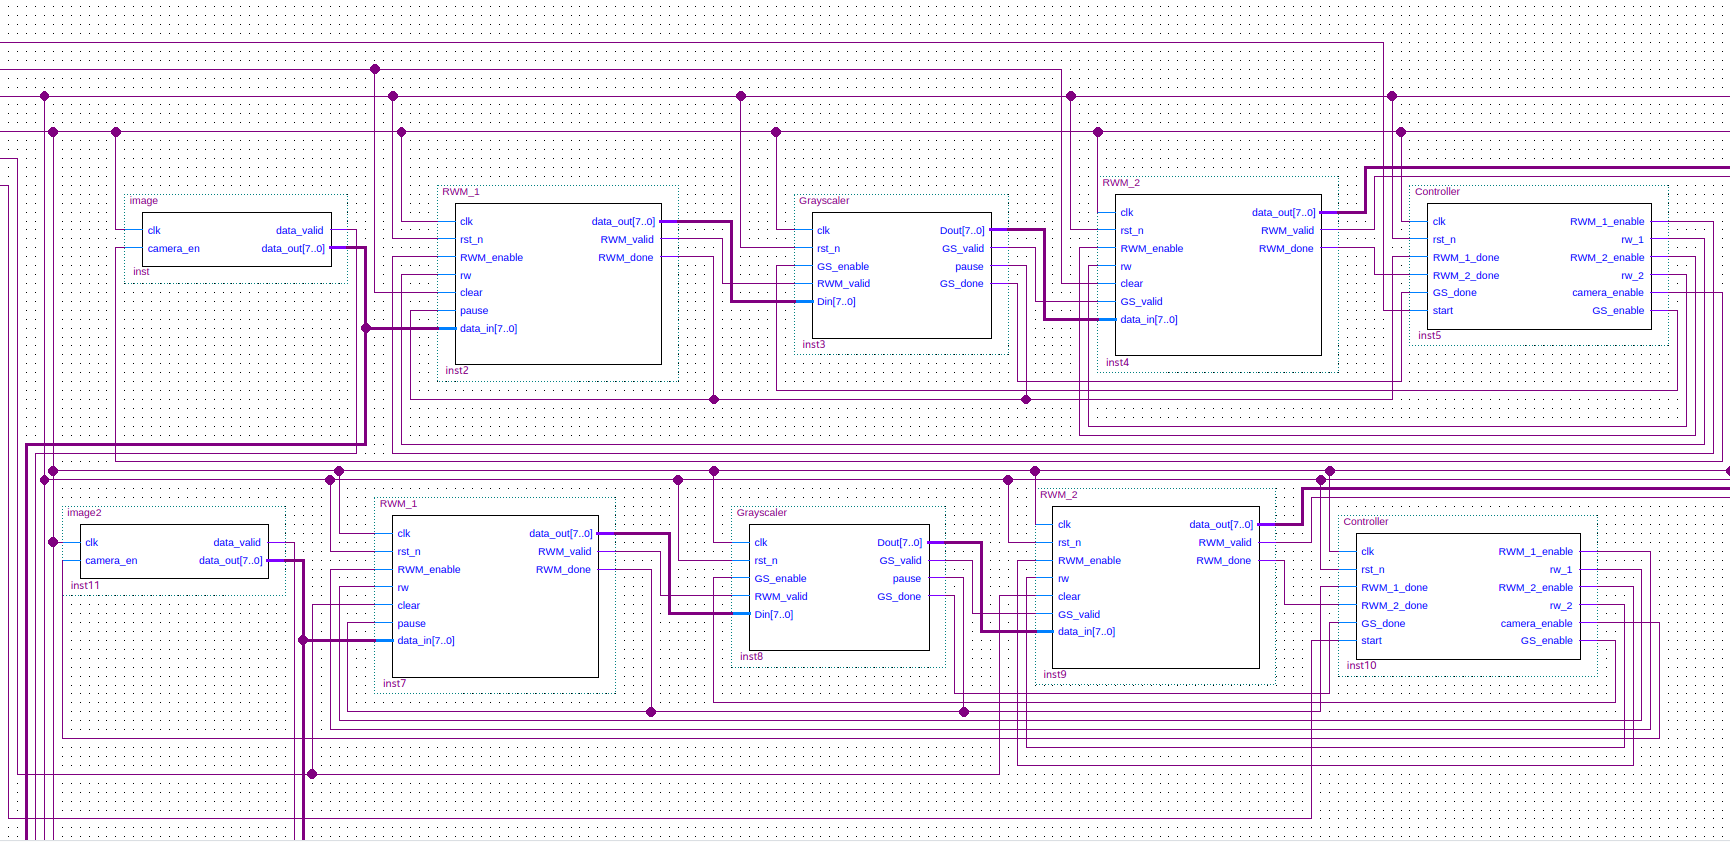 image
clk
camera_en
data_valid
data_out[7..0]
inst
RWM_1
clk
rst_n
RWM_enable
rw
clear
pause
data_in[7..0]
data_out[7..0]
RWM_valid
RWM_done
inst2
Grayscaler
clk
rst_n
GS_enable
RWM_valid
Din[7..0]
Dout[7..0]
GS_valid
pause
GS_done
inst3
RWM_2
clk
rst_n
RWM_enable
rw
clear
GS_valid
data_in[7..0]
data_out[7..0]
RWM_valid
RWM_done
inst4
Controller
clk
rst_n
RWM_1_done
RWM_2_done
GS_done
start
RWM_1_enable
rw_1
RWM_2_enable
rw_2
camera_enable
GS_enable
inst5
image2
clk
camera_en
data_valid
data_out[7..0]
inst11
RWM_1
clk
rst_n
RWM_enable
rw
clear
pause
data_in[7..0]
data_out[7..0]
RWM_valid
RWM_done
inst7
Grayscaler
clk
rst_n
GS_enable
RWM_valid
Din[7..0]
Dout[7..0]
GS_valid
pause
GS_done
inst8
RWM_2
clk
rst_n
RWM_enable
rw
clear
GS_valid
data_in[7..0]
data_out[7..0]
RWM_valid
RWM_done
inst9
Controller
clk
rst_n
RWM_1_done
RWM_2_done
GS_done
start
RWM_1_enable
rw_1
RWM_2_enable
rw_2
camera_enable
GS_enable
inst10